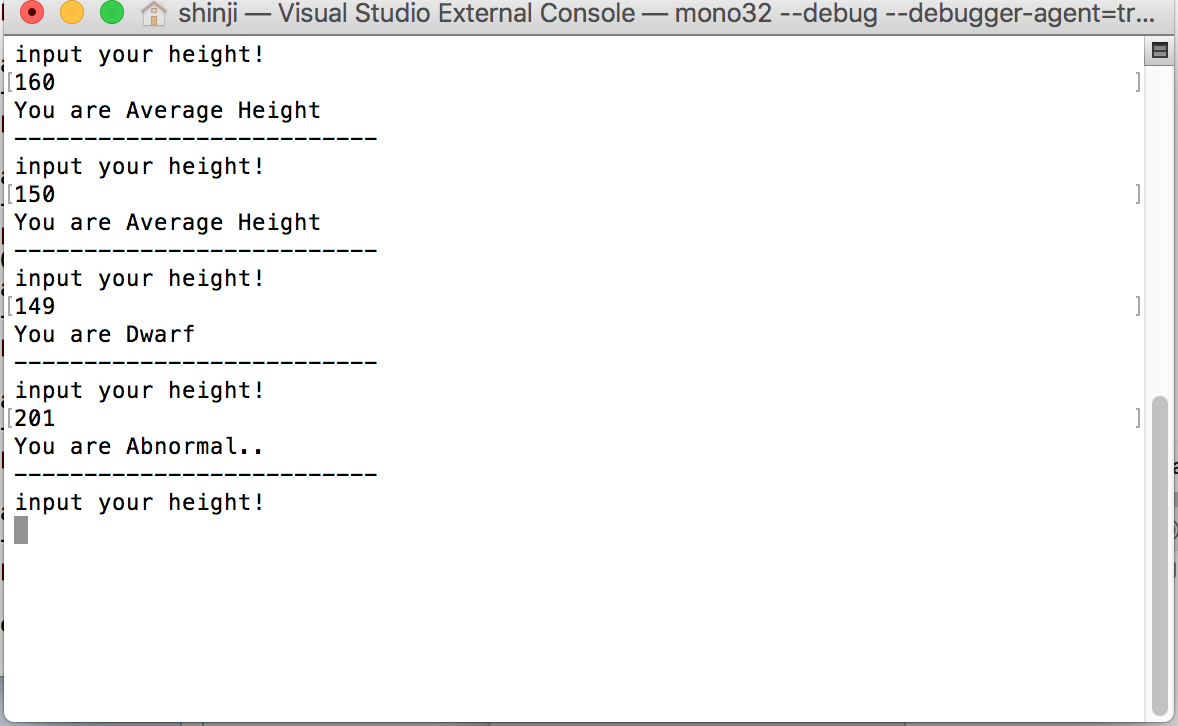 shinji — Visual Studio External Console — mono32 --debug --debugger-agent=tr...
input your height!
[160 ]
You are Average Height
--------------------------
input your height!
[150 ]
You are Average Height
--------------------------
input your height!
[149 ]
You are Dwarf
--------------------------
input your height!
[201 ]
You are Abnormal..
--------------------------
input your height!